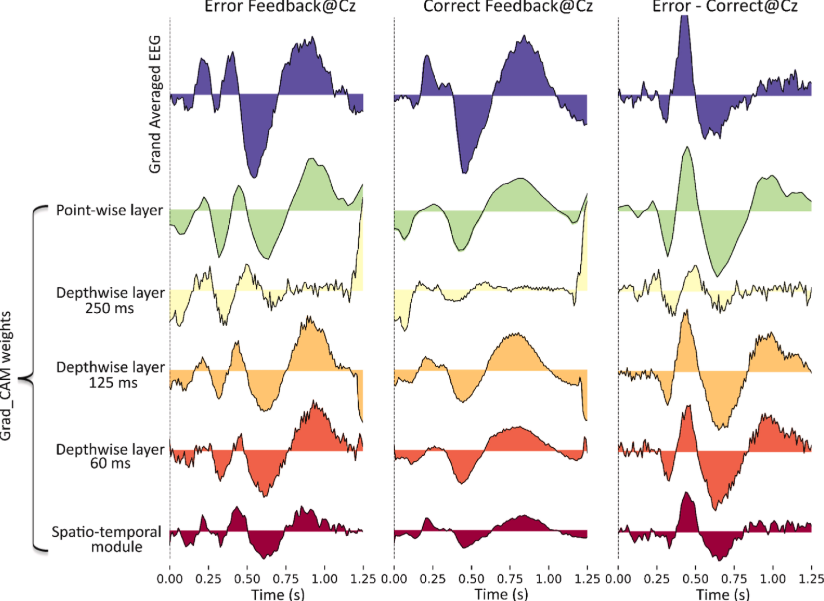 Error Feedback@Cz
Correct Feedback@Cz
Error - Correct@Cz
Grand Averaged EEG
Grad_CAM weights
Point-wise layer
Depthwise layer
250 ms
Depthwise layer
125 ms
Depthwise layer
60 ms
Spatio-temporal
module
0.00 0.25 0.50 0.75 1.00 1.25
0.00 0.25 0.50 0.75 1.00 1.25
0.00 0.25 0.50 0.75 1.00 1.25
Time (s)
Time (s)
Time (s)